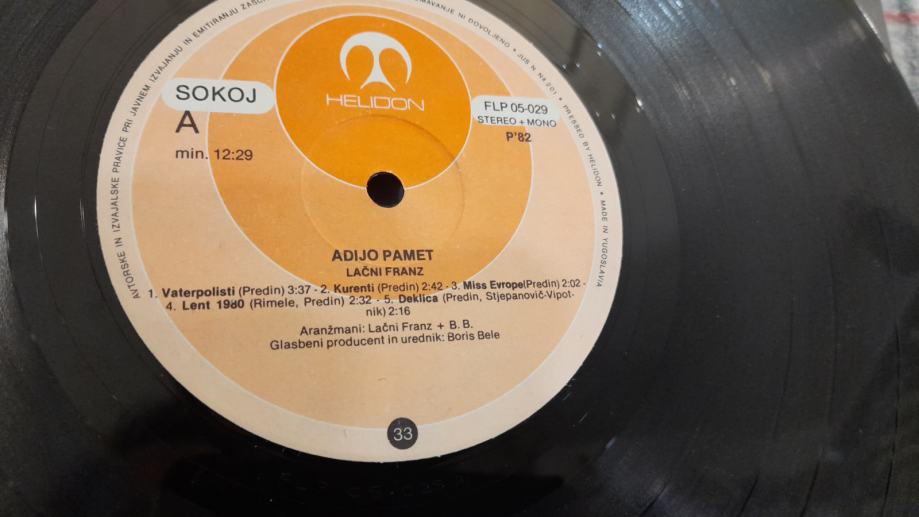 AVTORSKE IN IZVAJALSKE PRAVICE PRI JAVNEM IZVAJANJU IN EMITIRANJU
DOVOLJENO • JUS N. N4 201 • PRESSED BY HELIDON • MADE IN YUGOSLAVIA
HELIDON
SOKOJ
A
min. 12:29
FLP 05-029
STEREO + MONO
P'82
ADIJO PAMET
LAČNI FRANZ
1. Vaterpolisti (Predin) 3:37 - 2. Kurenti (Predin) 2:42 - 3. Miss Evrope(Predin) 2:02 -
4. Lent 1980 (Rimele, Predin) 2:32 - 5. Deklica (Predin, Stjepanovič-Vipot-
nik) 2:16
Aranžmani: Lačni Franz + B. B.
Glasbeni producent in urednik: Boris Bele
33